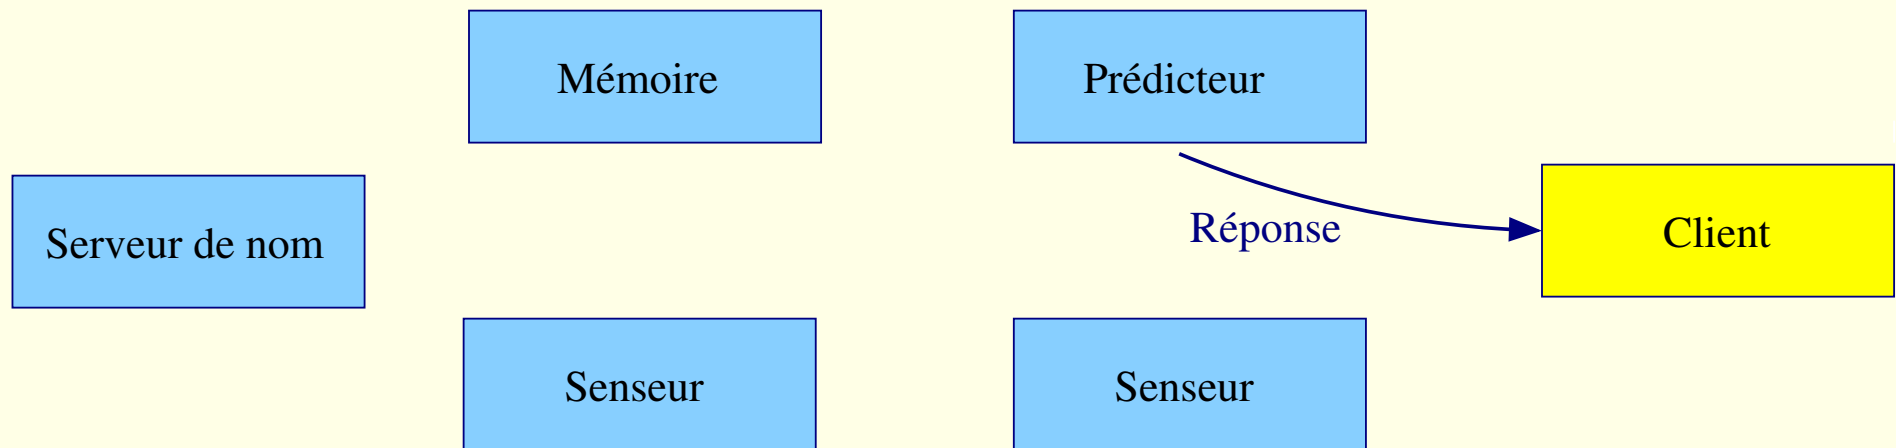 Mémoire
Prédicteur
Serveur de nom
Réponse
Client
Senseur
Senseur